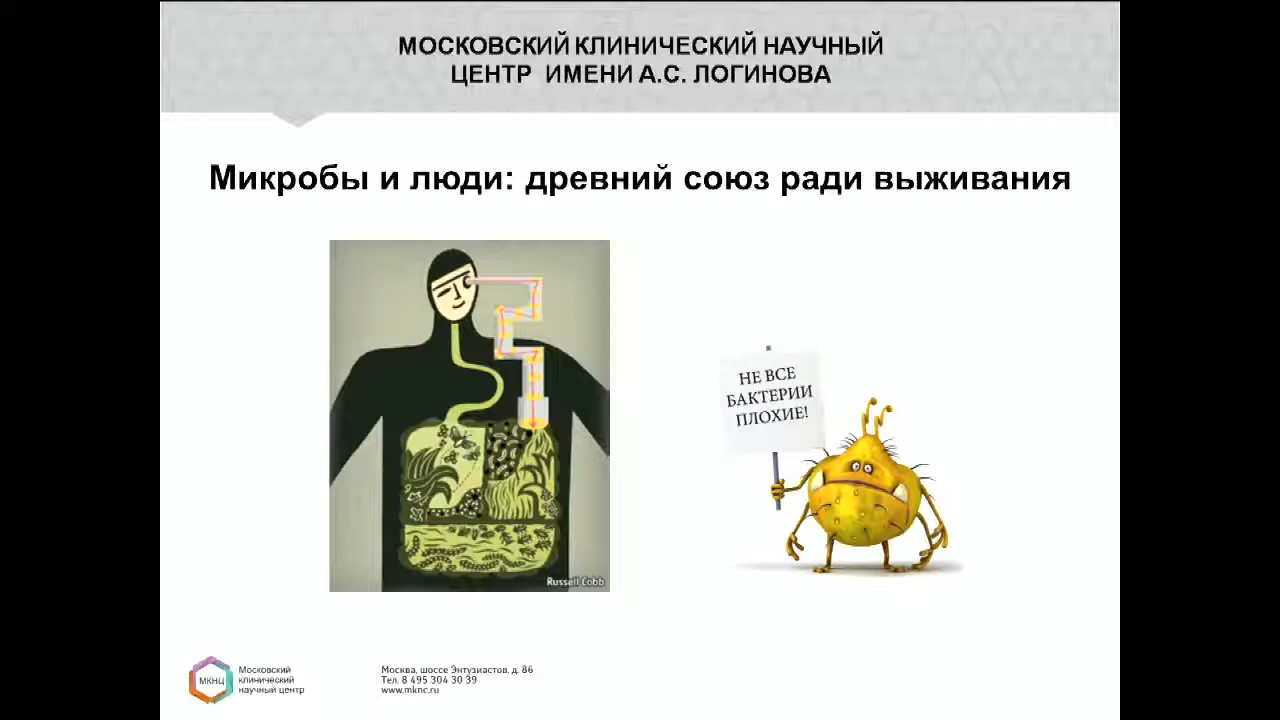 МОСКОВСКИЙ КЛИНИЧЕСКИЙ НАУЧНЫЙ
ЦЕНТР ИМЕНИ А.С. ЛОГИНОВА
Микробы и люди: древний союз ради выживания
НЕ ВСЕ
БАКТЕРИИ
ПЛОХИЕ!
Russell Cobb
МКНЦ
Московский
клинический
научный центр
Москва, шоссе Энтузиастов, д. 86
Тел. 8 495 304 30 39
www.mknc.ru